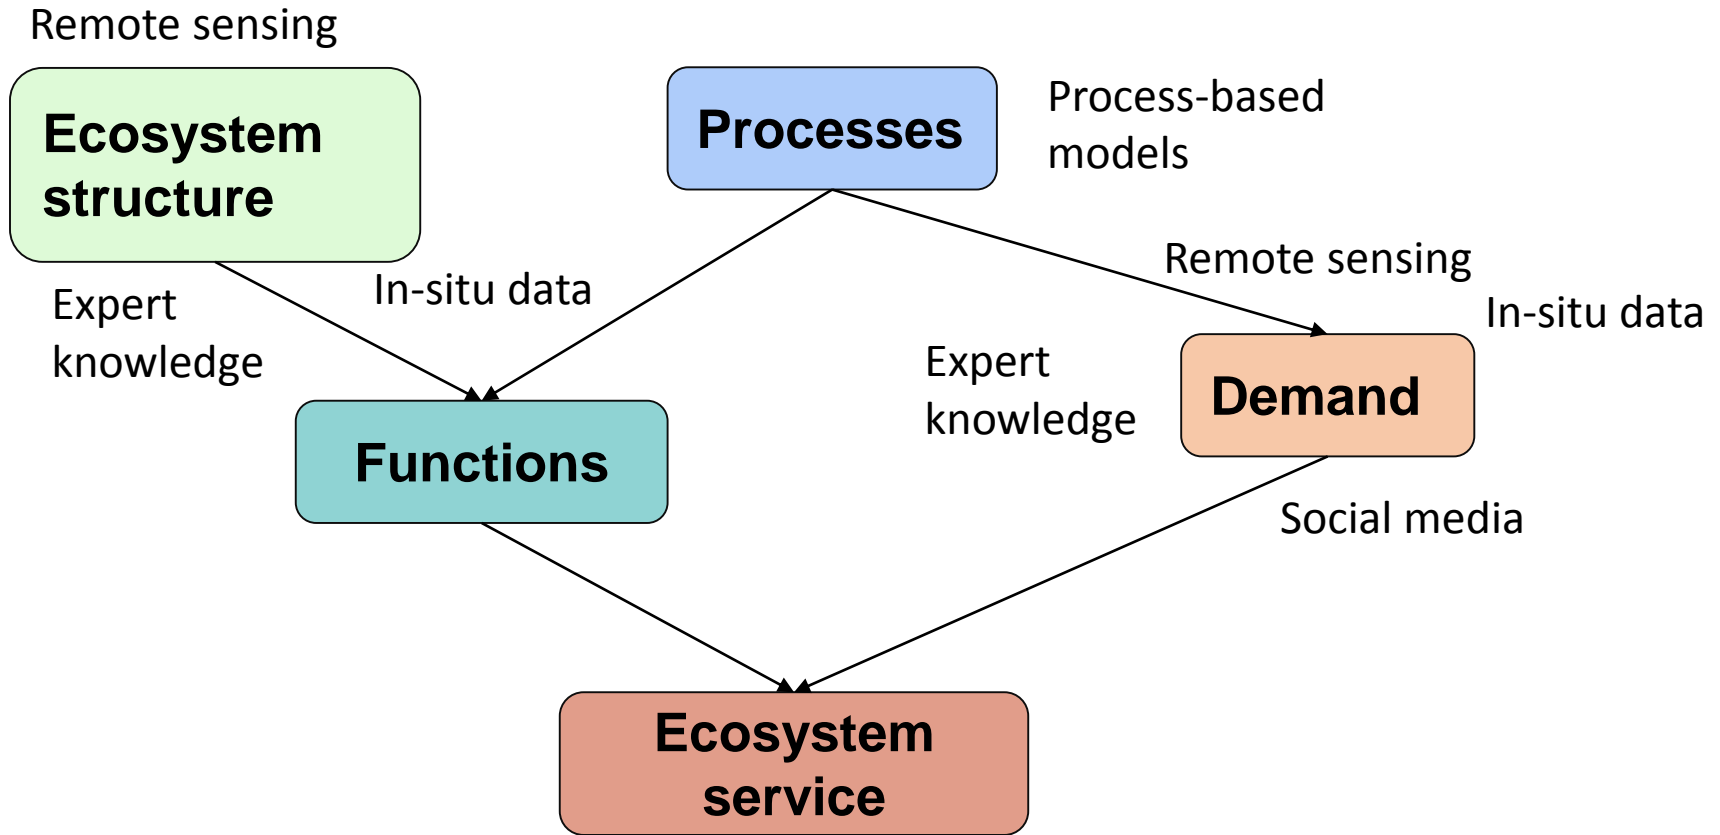 Remote sensing
Ecosystem
structure
Processes
Process-based
models
Expert
knowledge
In-situ data
Remote sensing
In-situ data
Expert
knowledge
Demand
Functions
Social media
Ecosystem
service